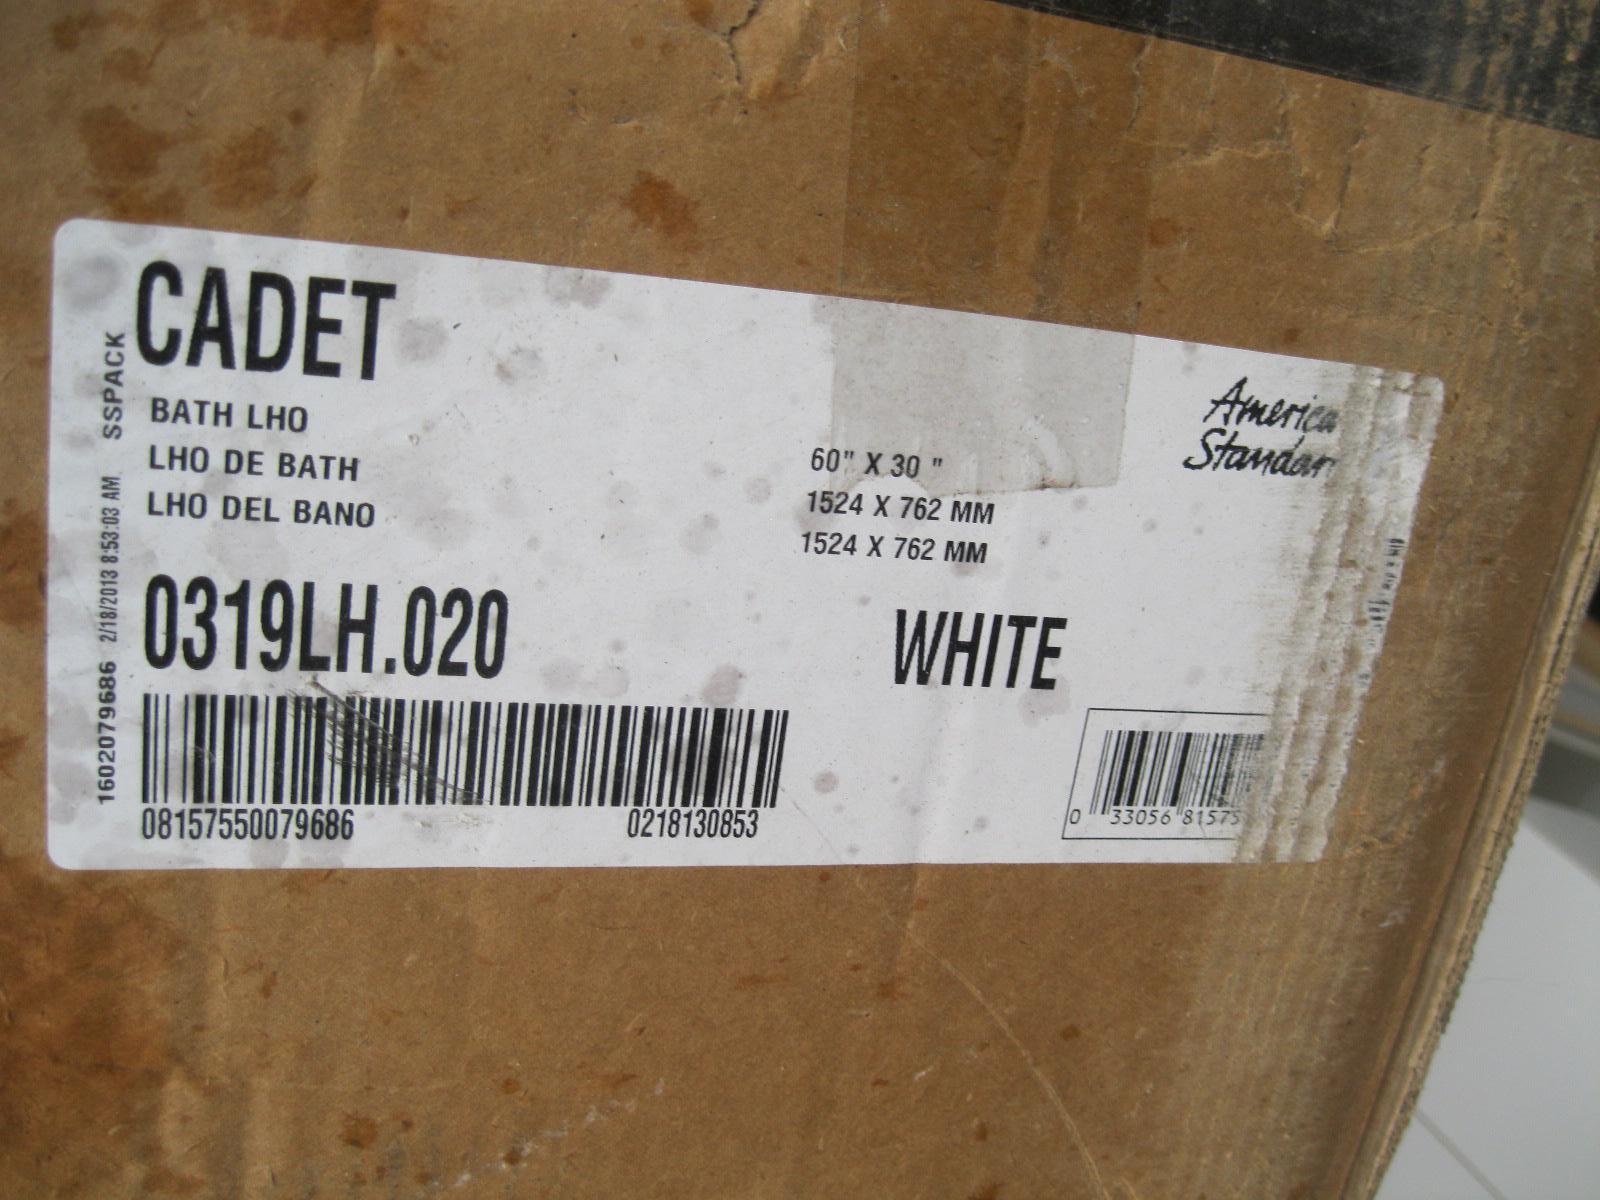 CADET
BATH LHO
LHO DE BATH
LHO DEL BANO
60" X 30 "
1524 X 762 MM
1524 X 762 MM
America
Standar
0319LH.020
WHITE
08157550079686
0218130853
0 33056 81575
1602079686 2/18/2013 8:53:03 AM SSPACK